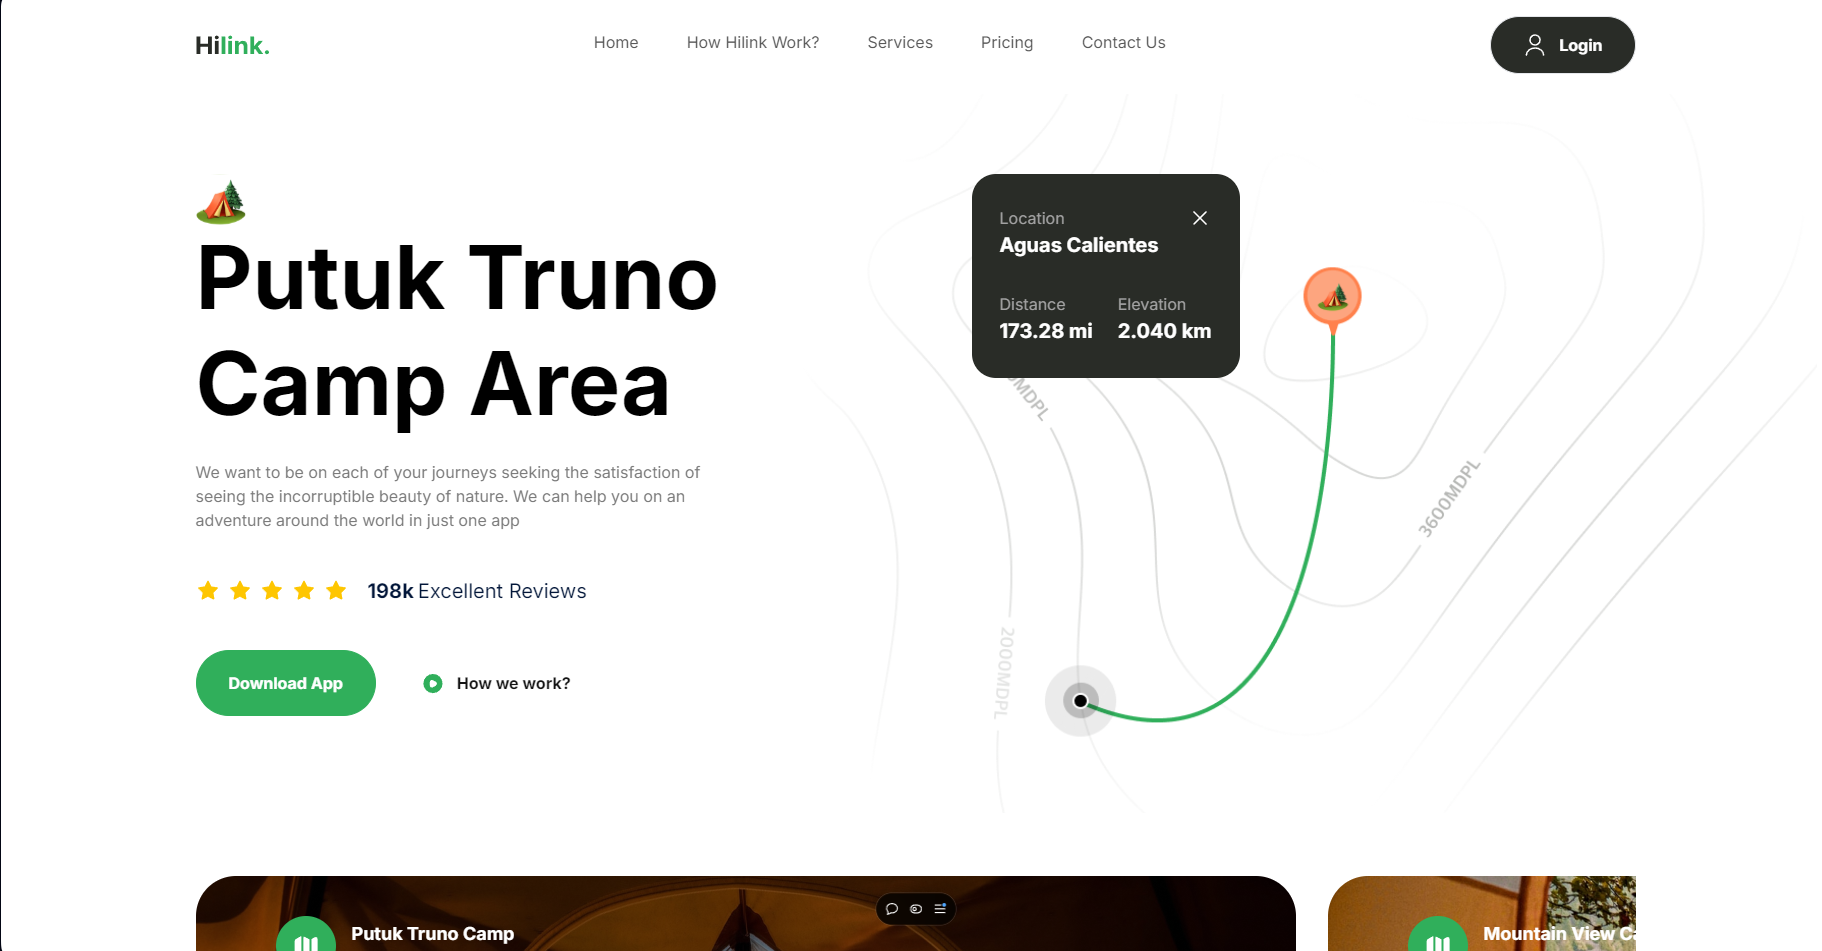 Hilink.
Home
How Hilink Work?
Services
Pricing
Contact Us
Login
Putuk Truno
Camp Area
We want to be on each of your journeys seeking the satisfaction of
seeing the incorruptible beauty of nature. We can help you on an
adventure around the world in just one app
198k Excellent Reviews
Download App
How we work?
Location
Aguas Calientes
Distance
173.28 mi
Elevation
2.040 km
MDPL
3600MDPL
2000MDPL
Putuk Truno Camp
Mountain View